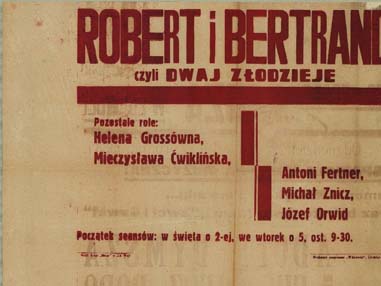 ROBERT i BERTRAND
czyli DWAJ ZŁODZIEJE
Pozostałe role:
Helena Grossówna,
Mieczysława Ćwiklińska,
Antoni Fertner,
Michał Znicz,
Józef Orwid
Początek seansów: w święta o 2-ej, we wtorek o 5, ost. 9-30.